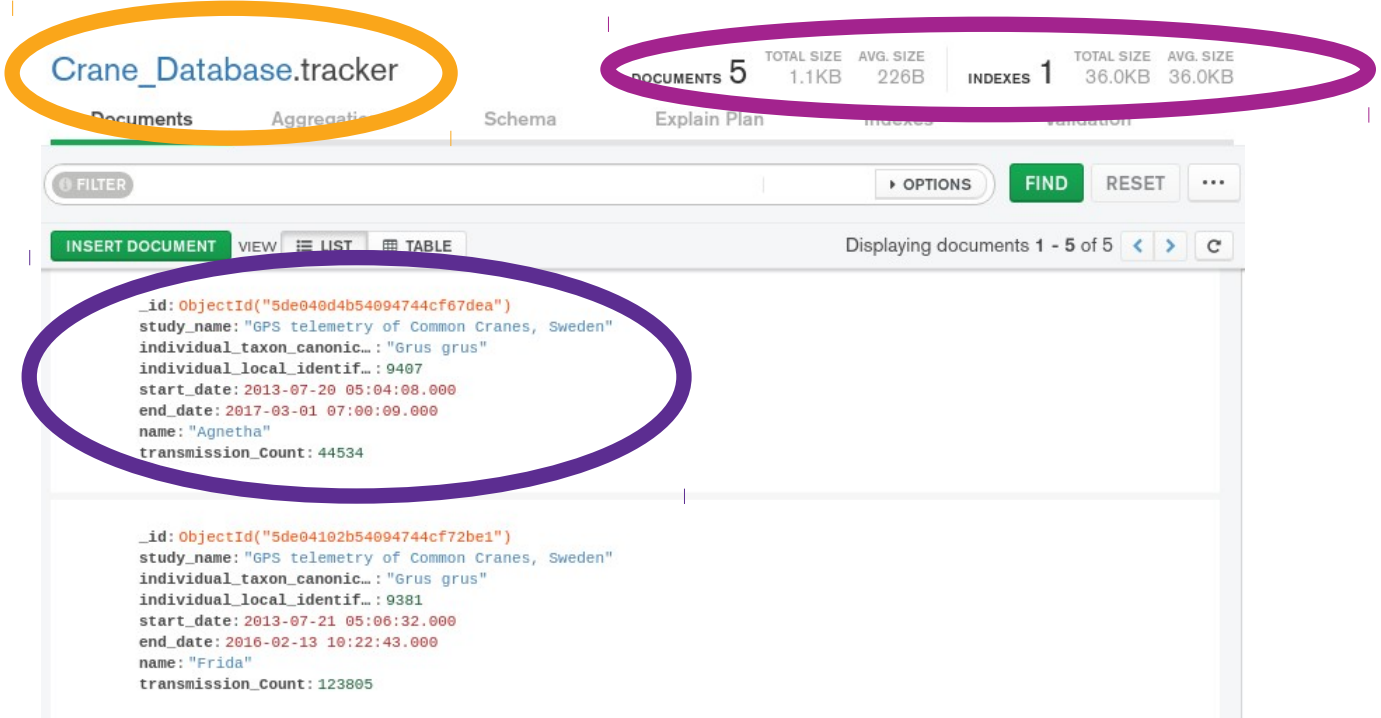 Crane_Database.tracker
DOCUMENTS 5 TOTAL SIZE 1.1KB AVG. SIZE 226B INDEXES 1 TOTAL SIZE 36.0KB AVG. SIZE 36.0KB
Documents Aggregatio Schema Explain Plan Indexes Validation
FILTER OPTIONS FIND RESET ...
INSERT DOCUMENT VIEW LIST TABLE Displaying documents 1 - 5 of 5 < > C
_id: ObjectId("5de040d4b54094744cf67dea")
study_name: "GPS telemetry of Common Cranes, Sweden"
individual_taxon_canonic…: "Grus grus"
individual_local_identif…: 9407
start_date: 2013-07-20 05:04:08.000
end_date: 2017-03-01 07:00:09.000
name: "Agnetha"
transmission_Count: 44534
_id: ObjectId("5de04102b54094744cf72be1")
study_name: "GPS telemetry of Common Cranes, Sweden"
individual_taxon_canonic…: "Grus grus"
individual_local_identif…: 9381
start_date: 2013-07-21 05:06:32.000
end_date: 2016-02-13 10:22:43.000
name: "Frida"
transmission_Count: 123805